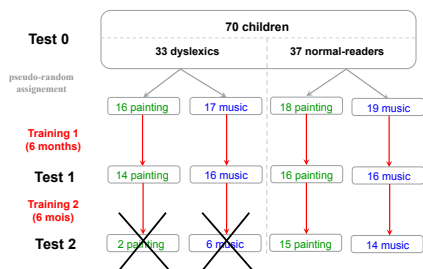 70 children
Test 0
33 dyslexics 37 normal-readers
pseudo-random
assignement
16 painting 17 music 18 painting 19 music
Training 1
(6 months)
Test 1 14 painting 16 music 16 painting 16 music
Training 2
(6 mois)
Test 2 2 painting 6 music 15 painting 14 music